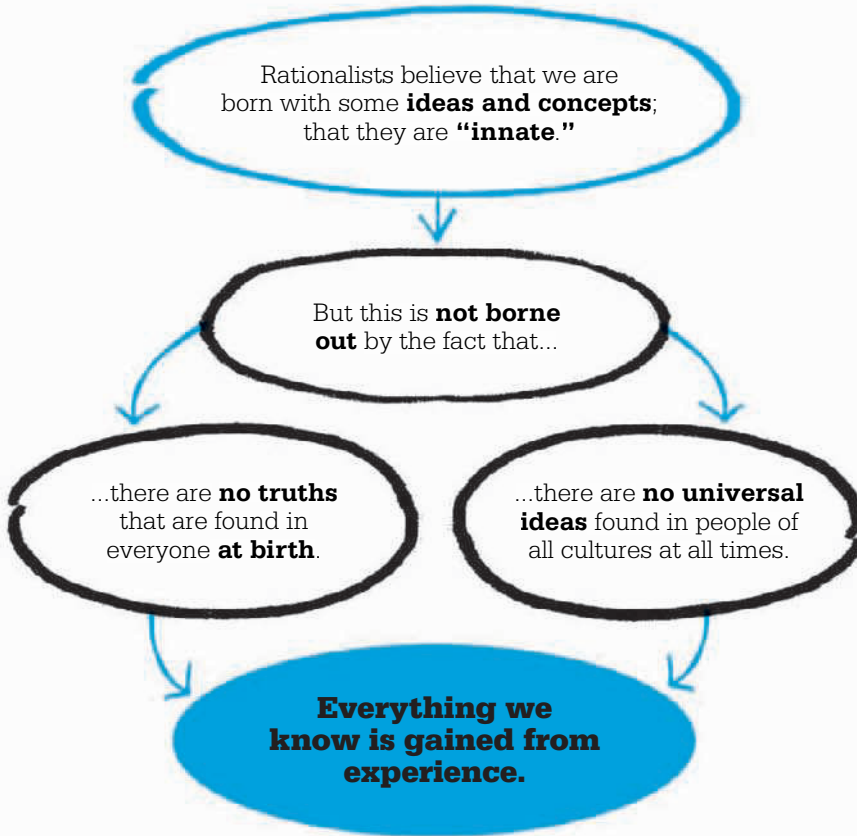 Rationalists believe that we are
born with some ideas and concepts;
that they are “innate.”
But this is not borne
out by the fact that...
...there are no truths
that are found in
everyone at birth.
...there are no universal
ideas found in people of
all cultures at all times.
Everything we
know is gained from
experience.